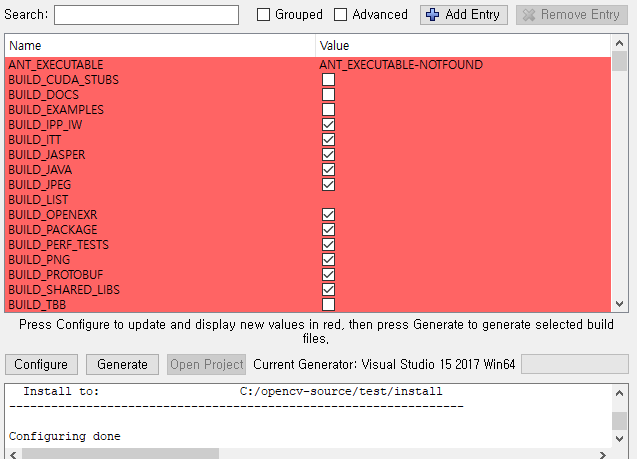 Search:
Grouped
Advanced
Add Entry
Remove Entry
Name Value
ANT_EXECUTABLE ANT_EXECUTABLE-NOTFOUND
BUILD_CUDA_STUBS
BUILD_DOCS
BUILD_EXAMPLES
BUILD_IPP_IW
BUILD_ITT
BUILD_JASPER
BUILD_JAVA
BUILD_JPEG
BUILD_LIST
BUILD_OPENEXR
BUILD_PACKAGE
BUILD_PERF_TESTS
BUILD_PNG
BUILD_PROTOBUF
BUILD_SHARED_LIBS
BUILD_TBB
Press Configure to update and display new values in red, then press Generate to generate selected build
files.
Configure
Generate
Open Project
Current Generator: Visual Studio 15 2017 Win64
Install to: C:/opencv-source/test/install
-----------------------------------------------------------------
Configuring done